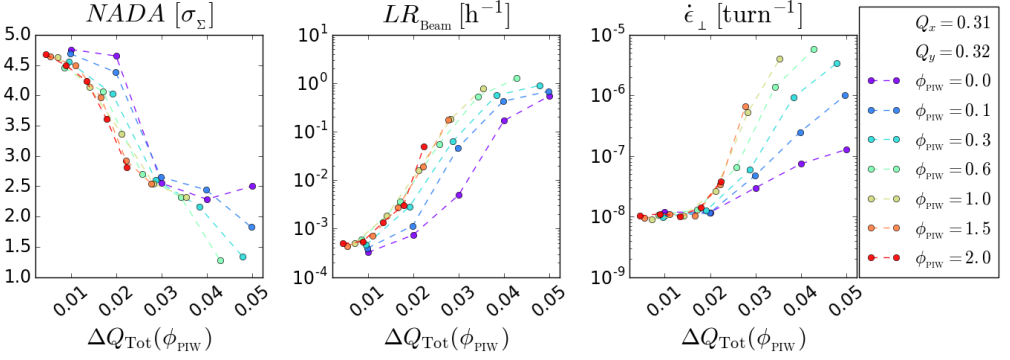 NADA [σ_Σ]
5.0
4.5
4.0
3.5
3.0
2.5
2.0
1.5
1.0
0.01 0.02 0.03 0.04 0.05
ΔQ_Tot(ϕ_PIW)
LR_Beam [h⁻¹]
10¹
10⁰
10⁻¹
10⁻²
10⁻³
10⁻⁴
0.01 0.02 0.03 0.04 0.05
ΔQ_Tot(ϕ_PIW)
ϵ̇_⊥ [turn⁻¹]
10⁻⁵
10⁻⁶
10⁻⁷
10⁻⁸
10⁻⁹
0.01 0.02 0.03 0.04 0.05
ΔQ_Tot(ϕ_PIW)
Q_x = 0.31
Q_y = 0.32
ϕ_PIW = 0.0
ϕ_PIW = 0.1
ϕ_PIW = 0.3
ϕ_PIW = 0.6
ϕ_PIW = 1.0
ϕ_PIW = 1.5
ϕ_PIW = 2.0